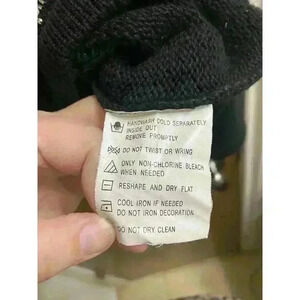 HANDWASH COLD SEPARATELY
INSIDE OUT
REMOVE PROMPTLY
DO NOT TWIST OR WRING
ONLY NON-CHLORINE BLEACH
WHEN NEEDED
RESHAPE AND DRY FLAT
COOL IRON IF NEEDED
DO NOT IRON DECORATION
DO NOT DRY CLEAN